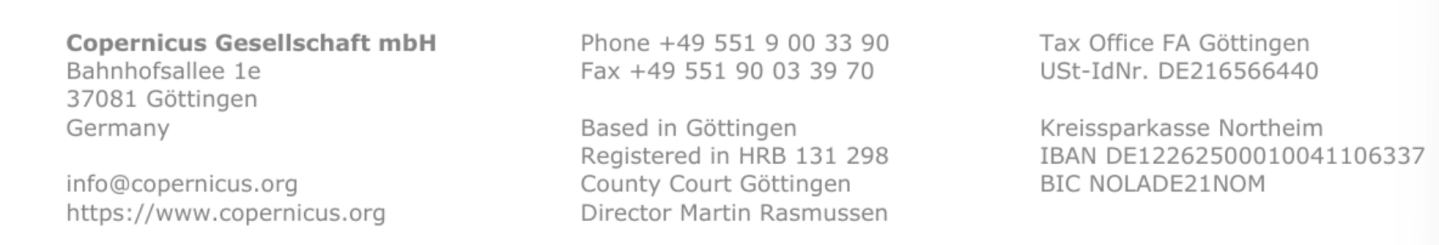 Copernicus Gesellschaft mbH
Bahnhofsallee 1e
37081 Göttingen
Germany
info@copernicus.org
https://www.copernicus.org
Phone +49 551 9 00 33 90
Fax +49 551 90 03 39 70
Based in Göttingen
Registered in HRB 131 298
County Court Göttingen
Director Martin Rasmussen
Tax Office FA Göttingen
USt-IdNr. DE216566440
Kreissparkasse Northeim
IBAN DE12262500010041106337
BIC NOLADE21NOM